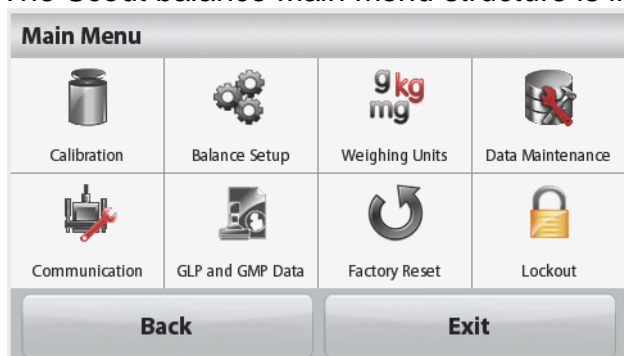 The Scout balance main menu structure is
Main Menu
g kg
mg
Calibration
Balance Setup
Weighing Units
Data Maintenance
Communication
GLP and GMP Data
Factory Reset
Lockout
Back
Exit